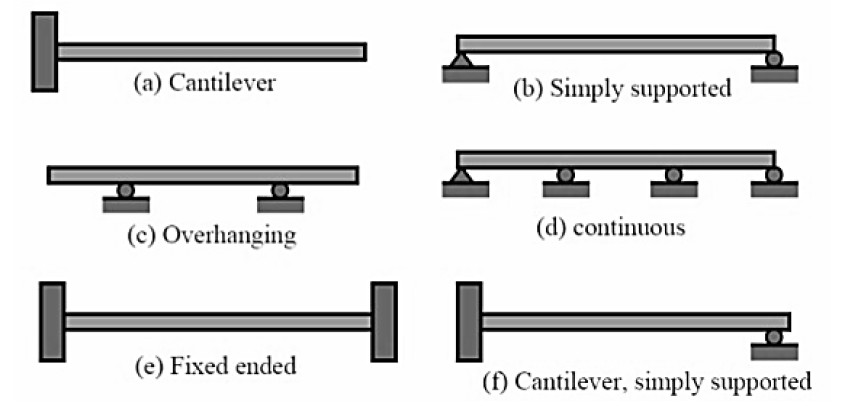 (a) Cantilever
(b) Simply supported
(c) Overhanging
(d) continuous
(e) Fixed ended
(f) Cantilever, simply supported